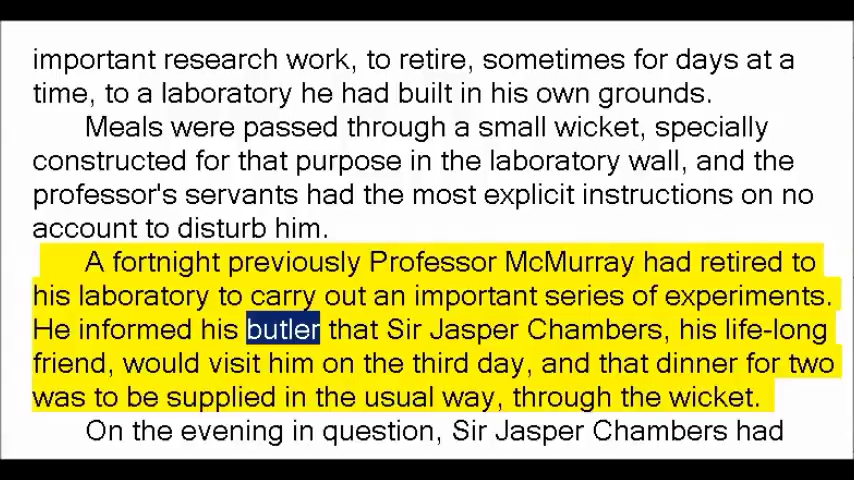 important research work, to retire, sometimes for days at a
time, to a laboratory he had built in his own grounds.
Meals were passed through a small wicket, specially
constructed for that purpose in the laboratory wall, and the
professor's servants had the most explicit instructions on no
account to disturb him.
A fortnight previously Professor McMurray had retired to
his laboratory to carry out an important series of experiments.
He informed his butler that Sir Jasper Chambers, his life-long
friend, would visit him on the third day, and that dinner for two
was to be supplied in the usual way, through the wicket.
On the evening in question, Sir Jasper Chambers had